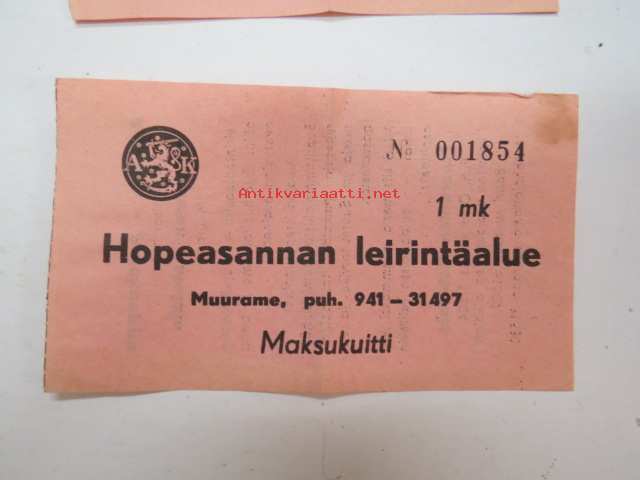 A K
№ 001854
Antikvariaatti.net
1 mk
Hopeasannan leirintäalue
Muurame, puh. 941 – 31497
Maksukuitti